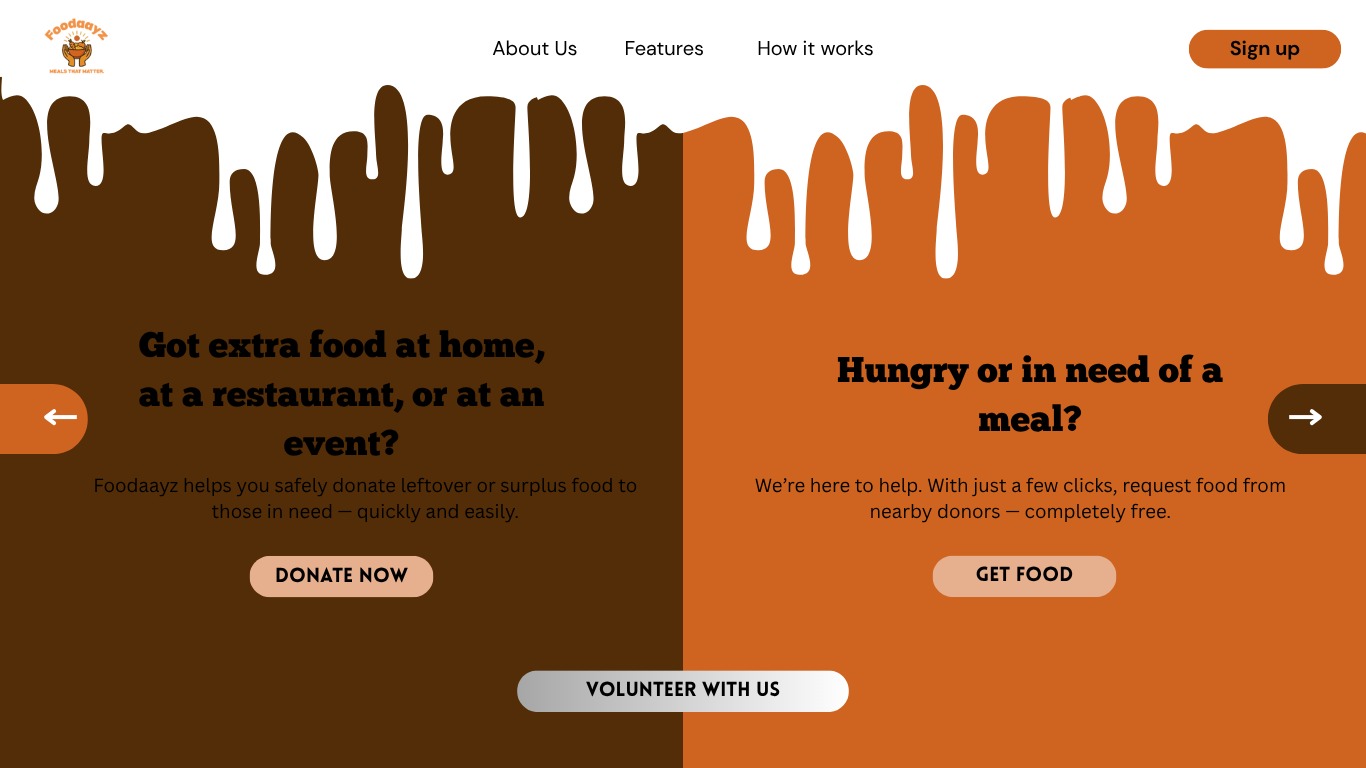 Foodaayz
MEALS THAT MATTER.
About Us
Features
How it works
Sign up
Got extra food at home,
at a restaurant, or at an
event?
Foodaayz helps you safely donate leftover or surplus food to
those in need — quickly and easily.
DONATE NOW
Hungry or in need of a
meal?
We’re here to help. With just a few clicks, request food from
nearby donors — completely free.
GET FOOD
VOLUNTEER WITH US